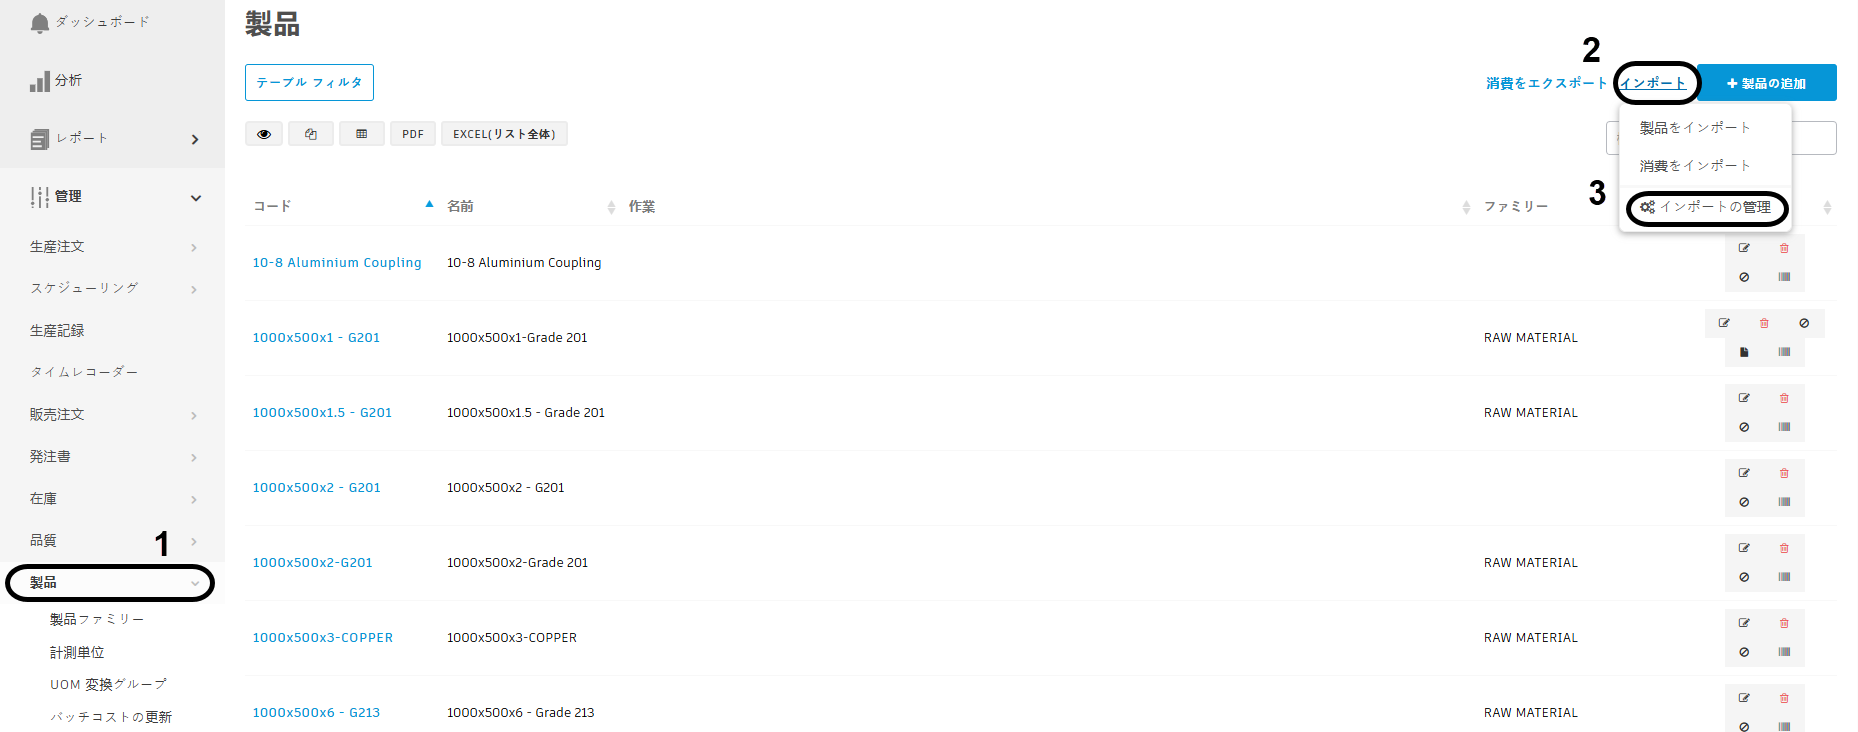 ダッシュボード
分析
レポート
管理
生産注文
スケジューリング
生産記録
タイムレコーダー
販売注文
発注書
在庫
品質
1
製品
製品ファミリー
計測単位
UOM 変換グループ
バッチコストの更新
製品
2
テーブル フィルタ
消費をエクスポート
インポート
製品の追加
PDF
EXCEL(リスト全体)
製品をインポート
消費をインポート
3
インポートの管理
コード 名前 作業 ファミリー
10-8 Aluminium Coupling 10-8 Aluminium Coupling
1000x500x1 - G201 1000x500x1-Grade 201 RAW MATERIAL
1000x500x1.5 - G201 1000x500x1.5 - Grade 201 RAW MATERIAL
1000x500x2 - G201 1000x500x2 - G201
1000x500x2-G201 1000x500x2-Grade 201 RAW MATERIAL
1000x500x3-COPPER 1000x500x3-COPPER RAW MATERIAL
1000x500x6 - G213 1000x500x6 - Grade 213 RAW MATERIAL